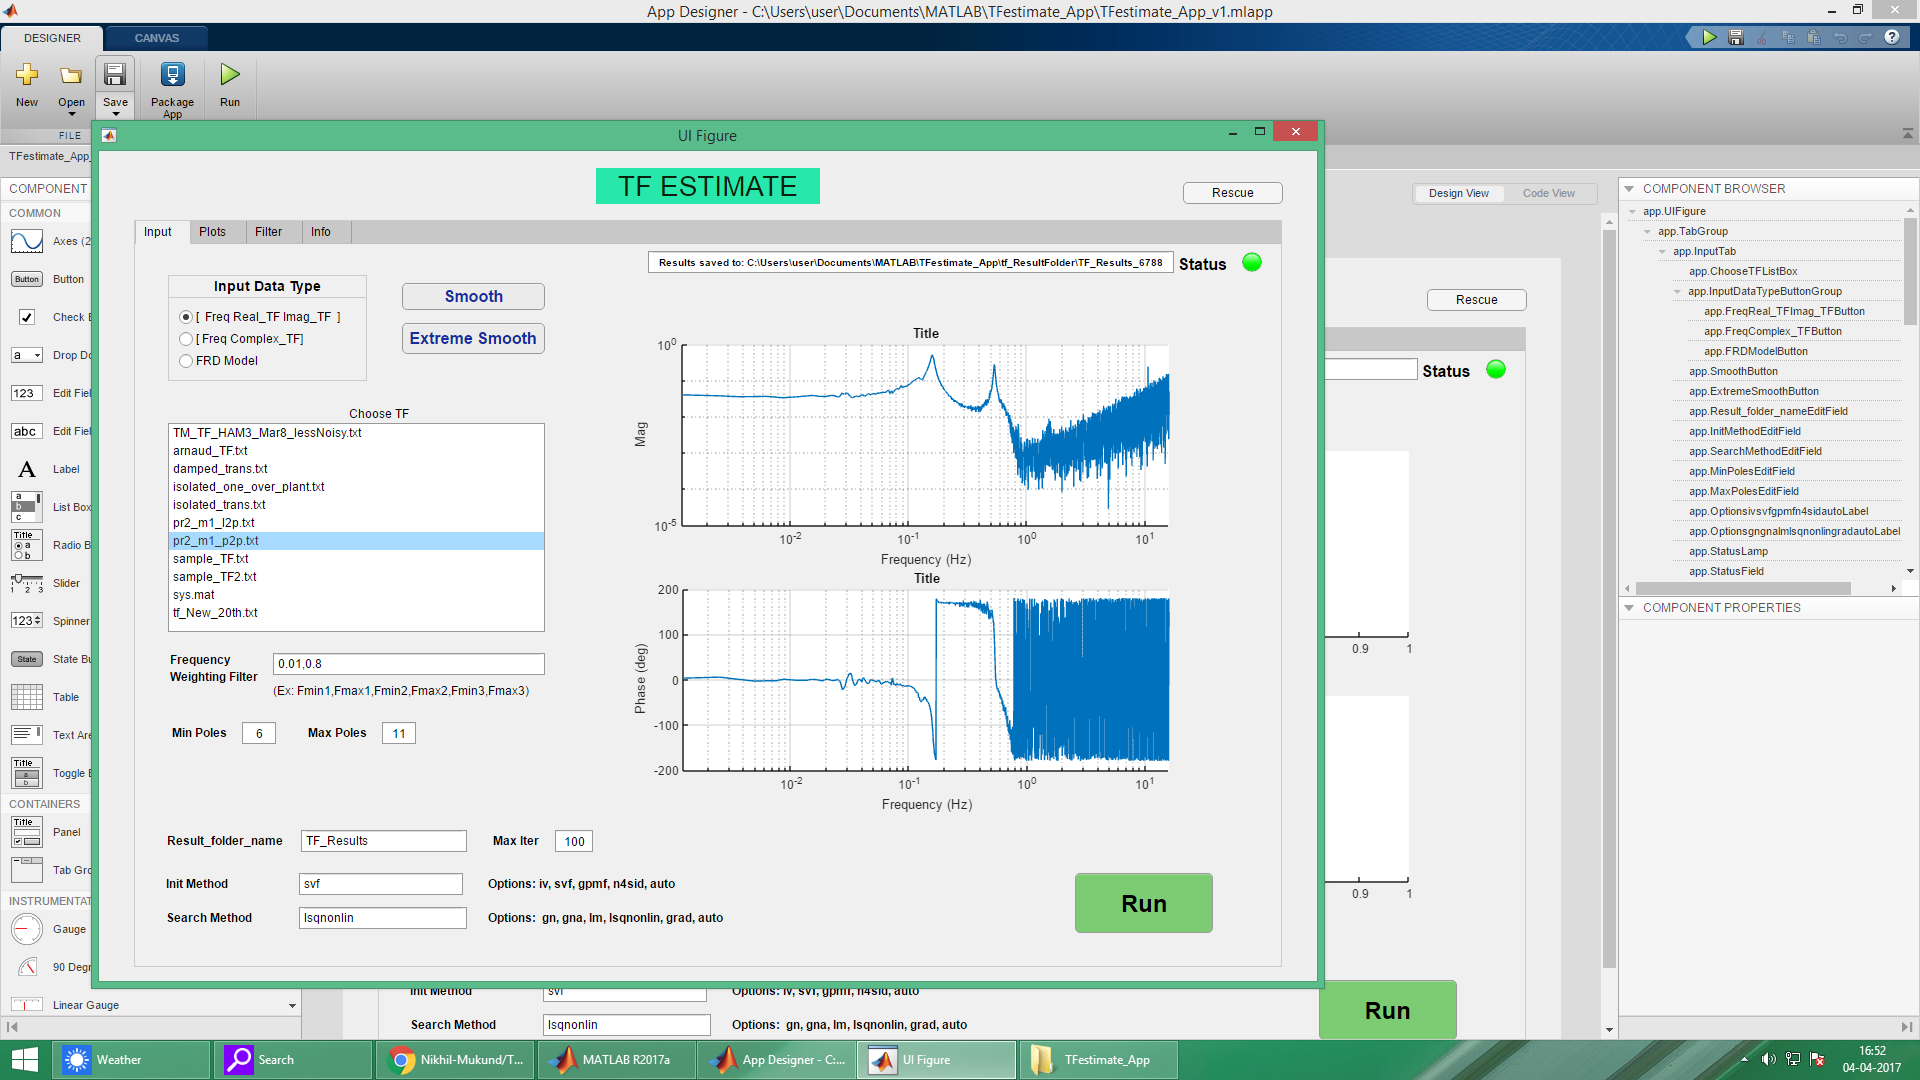 App Designer - C:\Users\user\Documents\MATLAB\TFestimate_App\TFestimate_App_v1.mlapp
DESIGNER
CANVAS
New
Open
Save
Package App
Run
FILE
TFestimate_App_
COMPONENT
COMMON
Axes (2
Button
Button
Check B
a
Drop Do
123
Edit Fiel
abc
Edit Fiel
A
Label
a
b
c
List Box
Title
a
b
Radio B
1 2 3
Slider
123
Spinner
State
State Bu
Table
Text Are
Title
a
b
Toggle B
CONTAINERS
Title
Panel
Tab Gro
INSTRUMENTAT
Gauge
90 Degr
Linear Gauge
UI Figure
TF ESTIMATE
Rescue
Input
Plots
Filter
Info
Results saved to: C:\Users\user\Documents\MATLAB\TFestimate_App\tf_ResultFolder\TF_Results_6788
Status
Input Data Type
[ Freq Real_TF Imag_TF ]
[ Freq Complex_TF]
FRD Model
Smooth
Extreme Smooth
Choose TF
TM_TF_HAM3_Mar8_lessNoisy.txt
arnaud_TF.txt
damped_trans.txt
isolated_one_over_plant.txt
isolated_trans.txt
pr2_m1_l2p.txt
pr2_m1_p2p.txt
sample_TF.txt
sample_TF2.txt
sys.mat
tf_New_20th.txt
Frequency
Weighting Filter
0.01,0.8
(Ex: Fmin1,Fmax1,Fmin2,Fmax2,Fmin3,Fmax3)
Min Poles
6
Max Poles
11
Result_folder_name
TF_Results
Max Iter
100
Init Method
svf
Options: iv, svf, gpmf, n4sid, auto
Search Method
lsqnonlin
Options: gn, gna, lm, lsqnonlin, grad, auto
Run
Title
10^0
Mag
10^-5
10^-2
10^-1
10^0
10^1
Frequency (Hz)
Title
200
100
0
-100
-200
Phase (deg)
10^-2
10^-1
10^0
10^1
Frequency (Hz)
Design View
Code View
Rescue
Status
0.9
1
0.9
1
Init Method
svf
Options: iv, svf, gpmf, n4sid, auto
Search Method
lsqnonlin
Options: gn, gna, lm, lsqnonlin, grad, auto
Run
COMPONENT BROWSER
app.UIFigure
app.TabGroup
app.InputTab
app.ChooseTFListBox
app.InputDataTypeButtonGroup
app.FreqReal_TFImag_TFButton
app.FreqComplex_TFButton
app.FRDModelButton
app.SmoothButton
app.ExtremeSmoothButton
app.Result_folder_nameEditField
app.InitMethodEditField
app.SearchMethodEditField
app.MinPolesEditField
app.MaxPolesEditField
app.Optionsivsvfgpmfn4sidautoLabel
app.OptionsgngnalmlsqnonlingradautoLabel
app.StatusLamp
app.StatusField
COMPONENT PROPERTIES
Weather
Search
Nikhil-Mukund/T...
MATLAB R2017a
App Designer - C:...
UI Figure
TFestimate_App
16:52
04-04-2017